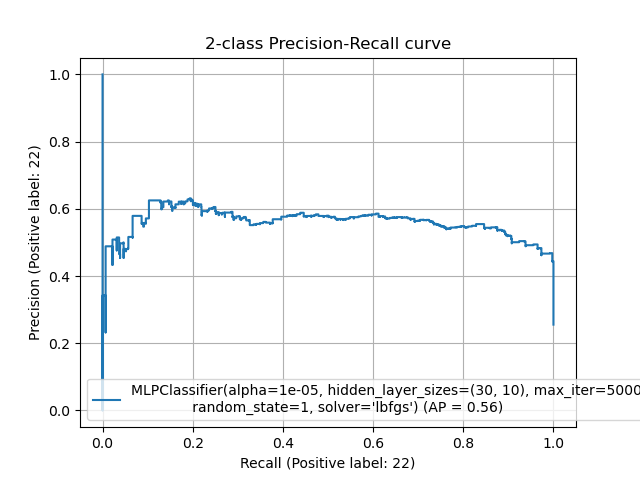 2-class Precision-Recall curve
Precision (Positive label: 22)
1.0
0.8
0.6
0.4
0.2
0.0
MLPClassifier(alpha=1e-05, hidden_layer_sizes=(30, 10), max_iter=5000
random_state=1, solver='lbfgs') (AP = 0.56)
0.0 0.2 0.4 0.6 0.8 1.0
Recall (Positive label: 22)